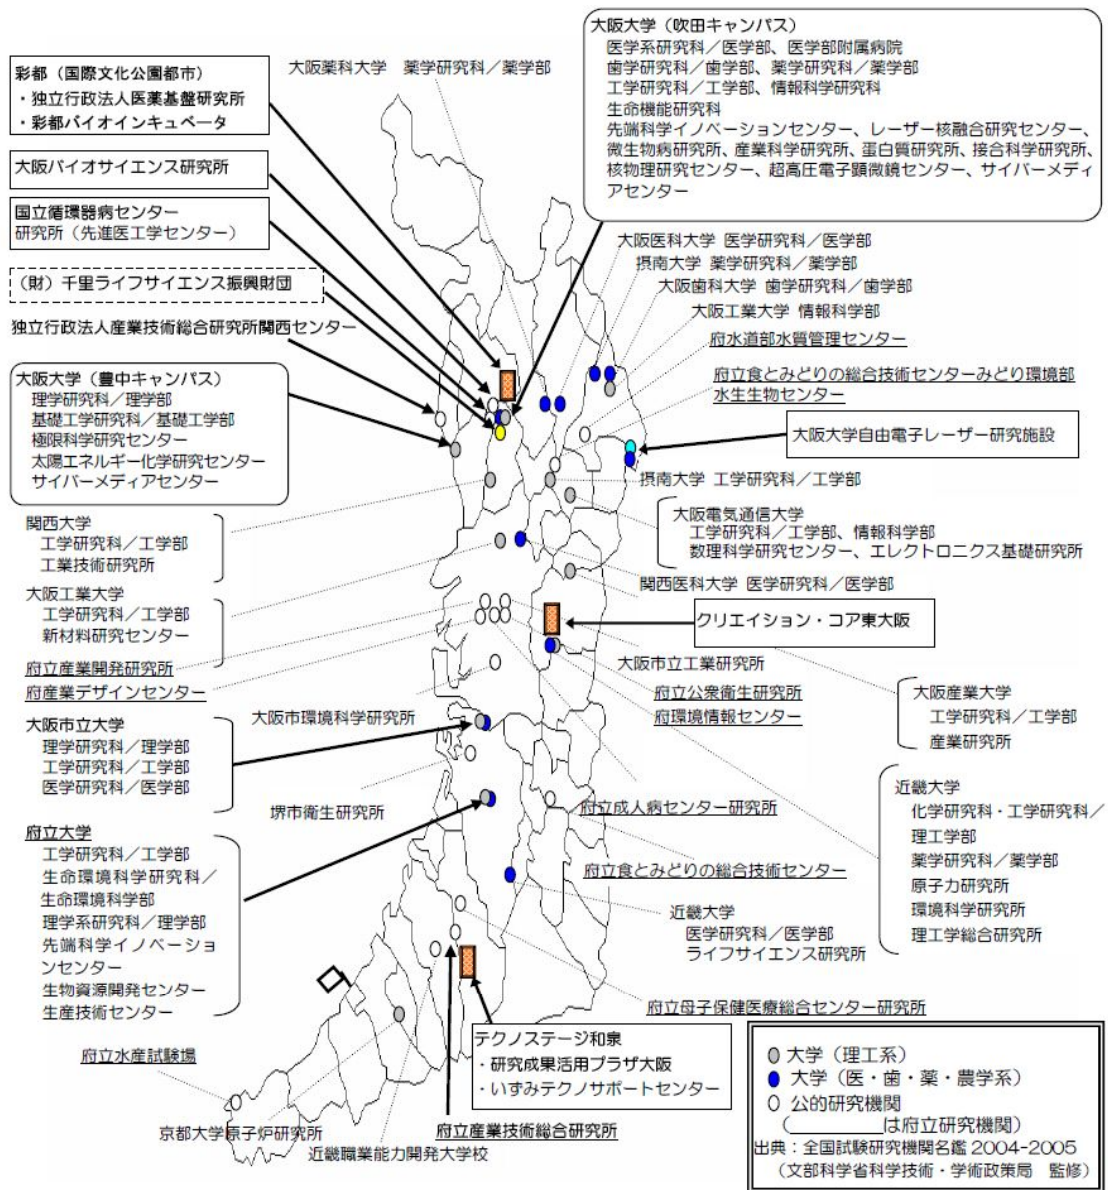 大阪大学（吹田キャンパス）
医学系研究科／医学部、医学部附属病院
歯学研究科／歯学部、薬学研究科／薬学部
工学研究科／工学部、情報科学研究科
生命機能研究科
先端科学イノベーションセンター、レーザー核融合研究センター、
微生物病研究所、産業科学研究所、蛋白質研究所、接合科学研究所、
核物理研究センター、超高圧電子顕微鏡センター、サイバーメディ
アセンター
大阪薬科大学　薬学研究科／薬学部
彩都（国際文化公園都市）
・独立行政法人医薬基盤研究所
・彩都バイオインキュベータ
大阪バイオサイエンス研究所
国立循環器病センター
研究所（先進医工学センター）
（財）千里ライフサイエンス振興財団
独立行政法人産業技術総合研究所関西センター
大阪大学（豊中キャンパス）
理学研究科／理学部
基礎工学研究科／基礎工学部
極限科学研究センター
太陽エネルギー化学研究センター
サイバーメディアセンター
関西大学
工学研究科／工学部
工業技術研究所
大阪工業大学
工学研究科／工学部
新材料研究センター
府立産業開発研究所
府産業デザインセンター
大阪市環境科学研究所
大阪市立大学
理学研究科／理学部
工学研究科／工学部
医学研究科／医学部
堺市衛生研究所
府立大学
工学研究科／工学部
生命環境科学研究科／
生命環境科学部
理学系研究科／理学部
先端科学イノベーショ
ンセンター
生物資源開発センター
生産技術センター
府立水産試験場
京都大学原子炉研究所
近畿職業能力開発大学校
府立産業技術総合研究所
テクノステージ和泉
・研究成果活用プラザ大阪
・いずみテクノサポートセンター
大阪医科大学 医学研究科／医学部
摂南大学 薬学研究科／薬学部
大阪歯科大学 歯学研究科／歯学部
大阪工業大学 情報科学部
府水道部水質管理センター
府立食とみどりの総合技術センターみどり環境部
水生生物センター
大阪大学自由電子レーザー研究施設
摂南大学 工学研究科／工学部
大阪電気通信大学
工学研究科／工学部、情報科学部
数理科学研究センター、エレクトロニクス基礎研究所
関西医科大学 医学研究科／医学部
クリエイション・コア東大阪
大阪市立工業研究所
府立公衆衛生研究所
府環境情報センター
大阪産業大学
工学研究科／工学部
産業研究所
府立成人病センター研究所
府立食とみどりの総合技術センター
近畿大学
化学研究科・工学研究科／
理工学部
薬学研究科／薬学部
原子力研究所
環境科学研究所
理工学総合研究所
近畿大学
医学研究科／医学部
ライフサイエンス研究所
府立母子保健医療総合センター研究所
大学（理工系）
大学（医・歯・薬・農学系）
公的研究機関
（＿＿＿＿は府立研究機関）
出典：全国試験研究機関名鑑 2004-2005
（文部科学省科学技術・学術政策局　監修）